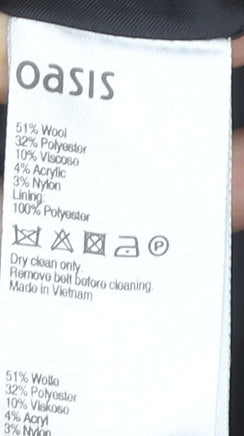 oasis
51% Wool
32% Polyester
10% Viscose
4% Acrylic
3% Nylon
Lining:
100% Polyester
P
Dry clean only.
Remove belt before cleaning.
Made in Vietnam
51% Wolle
32% Polyester
10% Viskose
4% Acryl
3% Nylon